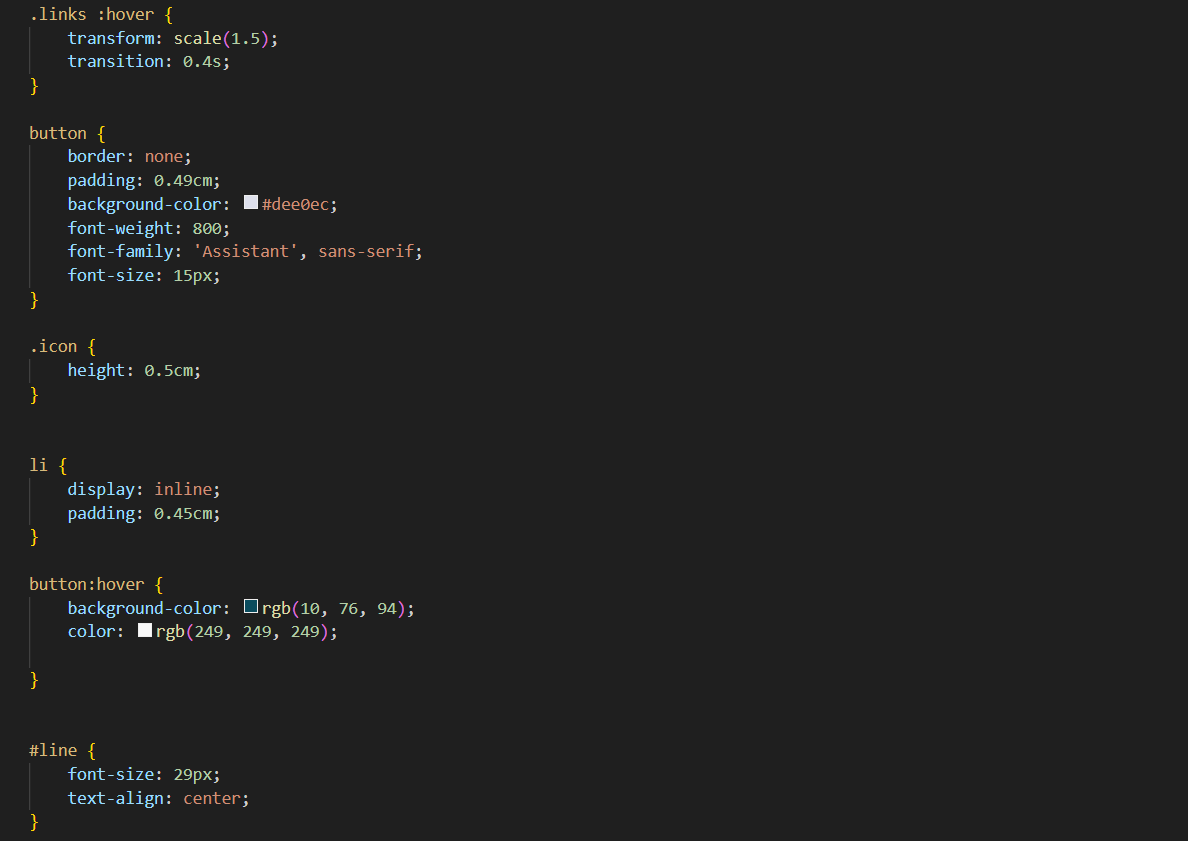 .links :hover {
    transform: scale(1.5);
    transition: 0.4s;
}

button {
    border: none;
    padding: 0.49cm;
    background-color: #dee0ec;
    font-weight: 800;
    font-family: 'Assistant', sans-serif;
    font-size: 15px;
}

.icon {
    height: 0.5cm;
}


li {
    display: inline;
    padding: 0.45cm;
}

button:hover {
    background-color: rgb(10, 76, 94);
    color: rgb(249, 249, 249);

}


#line {
    font-size: 29px;
    text-align: center;
}